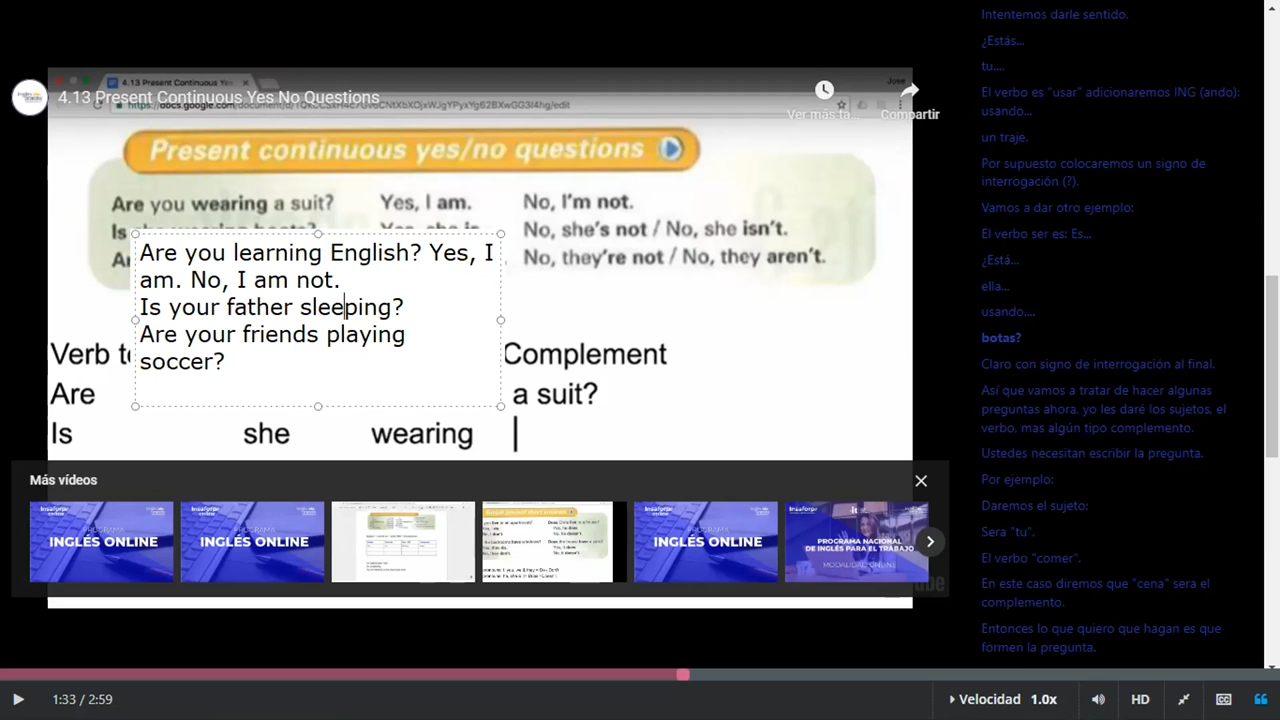 4.13 Present Continuous Yes
4.13 Present Continuous Yes No Questions
Ver más ta...
Compartir
Present continuous yes/no questions
Are you wearing a suit? Yes, I am. No, I'm not.
Is No, she's not / No, she isn't.
No, they're not / No, they aren't.
Are you learning English? Yes, I
am. No, I am not.
Is your father sleeping?
Are your friends playing
soccer?
Verb Complement
Are a suit?
Is she wearing
Más vídeos
INGLÉS ONLINE
INGLÉS ONLINE
INGLÉS ONLINE
PROGRAMA NACIONAL
DE INGLÉS PARA EL TRABAJO
MODALIDAD ONLINE
1:33 / 2:59
Velocidad 1.0x
HD
Intentemos darle sentido.
¿Estás...
tu....
El verbo es "usar" adicionaremos ING (ando):
usando...
un traje.
Por supuesto colocaremos un signo de
interrogación (?).
Vamos a dar otro ejemplo:
El verbo ser es: Es...
¿Está...
ella...
usando....
botas?
Claro con signo de interrogación al final.
Así que vamos a tratar de hacer algunas
preguntas ahora, yo les daré los sujetos, el
verbo, mas algún tipo complemento.
Ustedes necesitan escribir la pregunta.
Por ejemplo:
Daremos el sujeto:
Sera "tu".
El verbo "comer".
En este caso diremos que "cena" sera el
complemento.
Entonces lo que quiero que hagan es que
formen la pregunta.